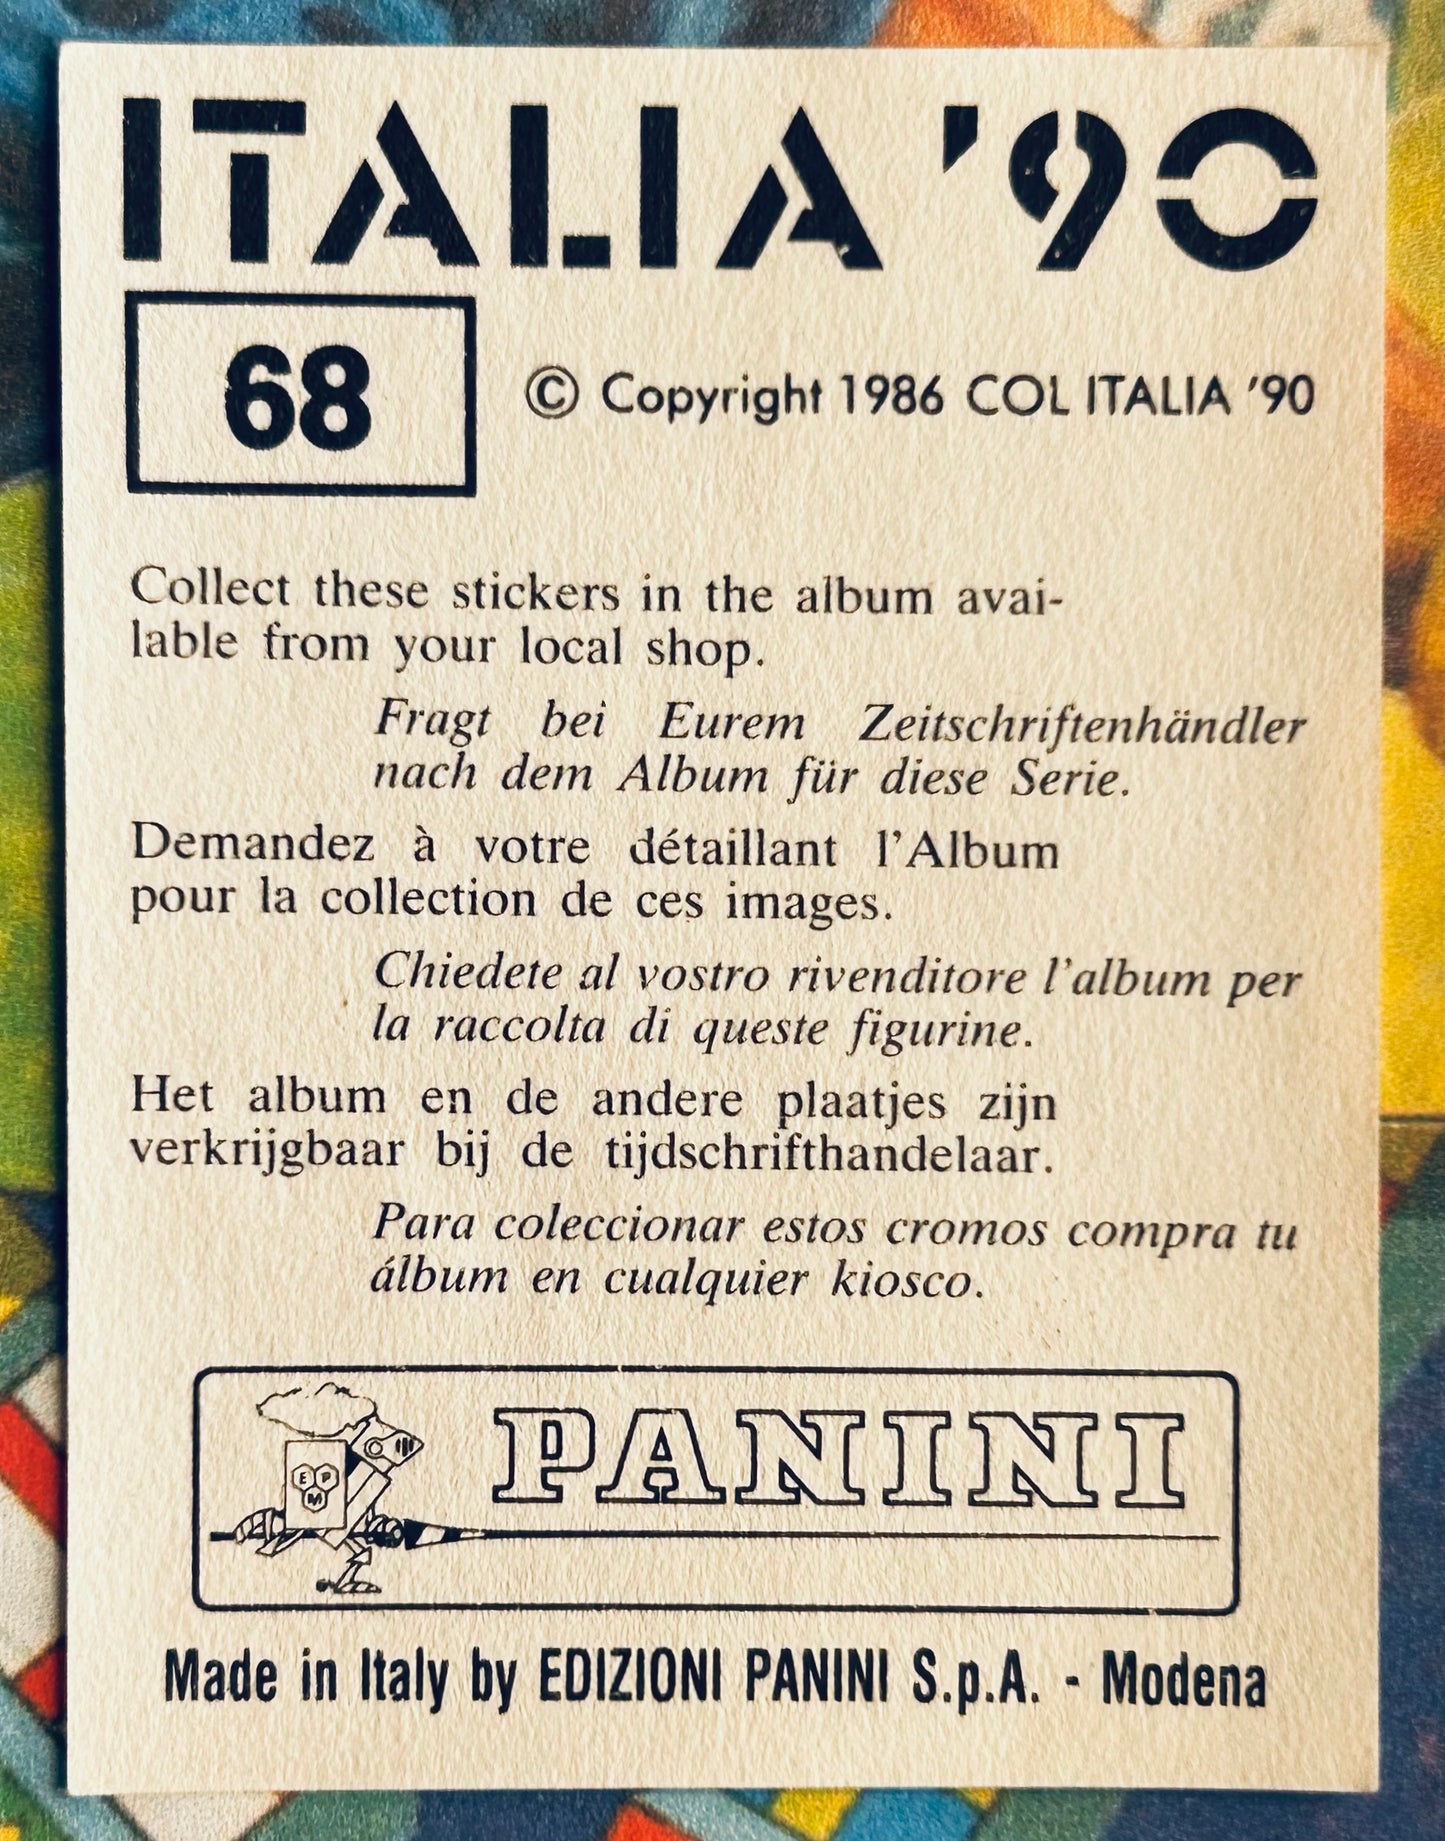 ITALIA '90
68
© Copyright 1986 COL ITALIA '90
Collect these stickers in the album avai-
lable from your local shop.
Fragt bei Eurem Zeitschriftenhändler
nach dem Album für diese Serie.
Demandez à votre détaillant l'Album
pour la collection de ces images.
Chiedete al vostro rivenditore l'album per
la raccolta di queste figurine.
Het album en de andere plaatjes zijn
verkrijgbaar bij de tijdschrifthandelaar.
Para coleccionar estos cromos compra tu
álbum en cualquier kiosco.
E P
M
PANINI
Made in Italy by EDIZIONI PANINI S.p.A. - Modena